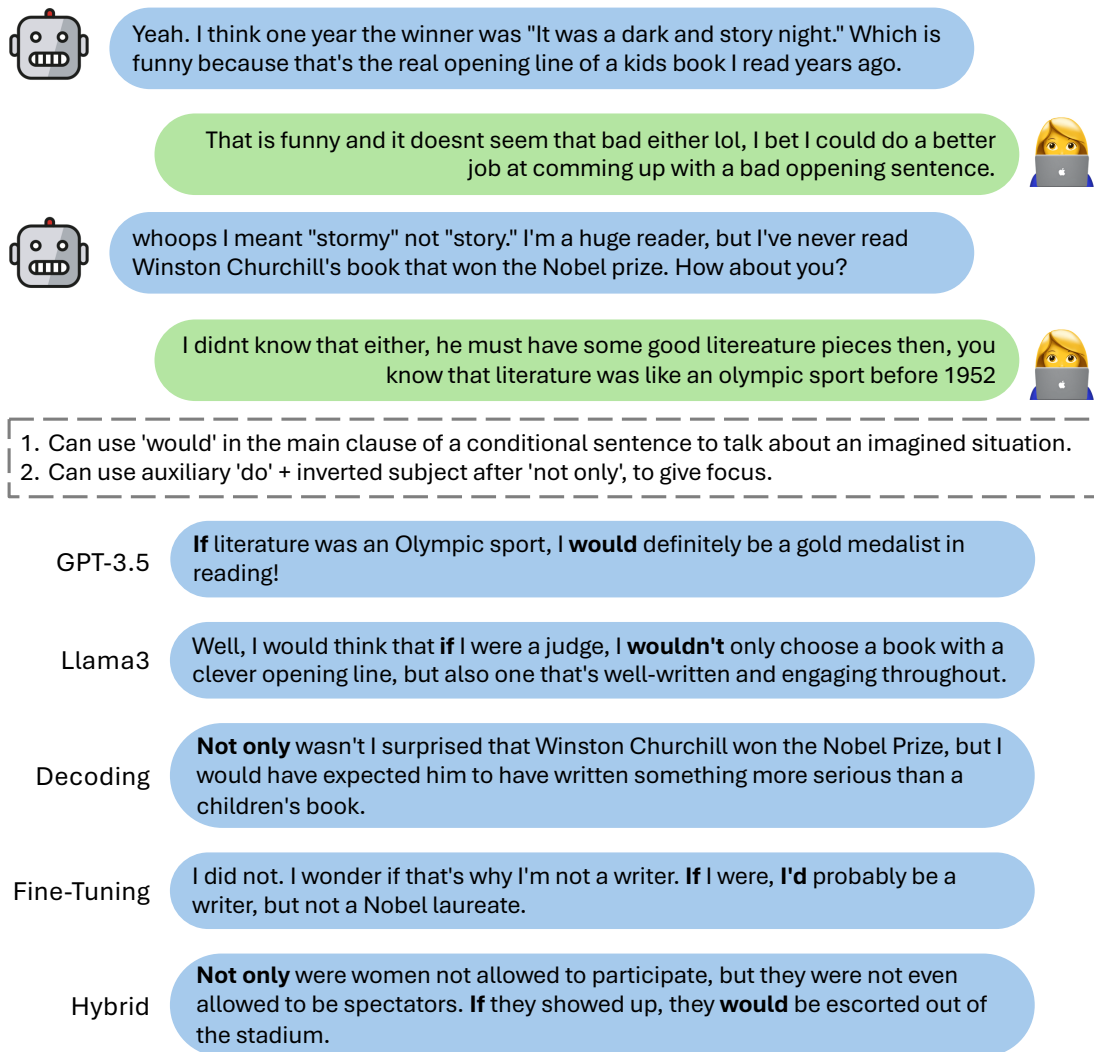 Yeah. I think one year the winner was "It was a dark and story night." Which is
funny because that's the real opening line of a kids book I read years ago.
That is funny and it doesnt seem that bad either lol, I bet I could do a better
job at comming up with a bad oppening sentence.
whoops I meant "stormy" not "story." I'm a huge reader, but I've never read
Winston Churchill's book that won the Nobel prize. How about you?
I didnt know that either, he must have some good litereature pieces then, you
know that literature was like an olympic sport before 1952
1. Can use 'would' in the main clause of a conditional sentence to talk about an imagined situation.
2. Can use auxiliary 'do' + inverted subject after 'not only', to give focus.
GPT-3.5
If literature was an Olympic sport, I would definitely be a gold medalist in
reading!
Llama3
Well, I would think that if I were a judge, I wouldn't only choose a book with a
clever opening line, but also one that's well-written and engaging throughout.
Decoding
Not only wasn't I surprised that Winston Churchill won the Nobel Prize, but I
would have expected him to have written something more serious than a
children's book.
Fine-Tuning
I did not. I wonder if that's why I'm not a writer. If I were, I'd probably be a
writer, but not a Nobel laureate.
Hybrid
Not only were women not allowed to participate, but they were not even
allowed to be spectators. If they showed up, they would be escorted out of
the stadium.